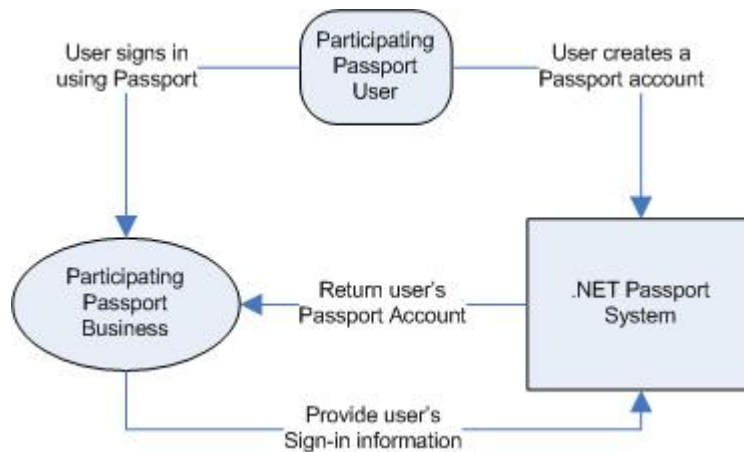 User signs in
using Passport
Participating
Passport
User
User creates a
Passport account
Participating
Passport
Business
Return user's
Passport Account
.NET Passport
System
Provide user's
Sign-in information